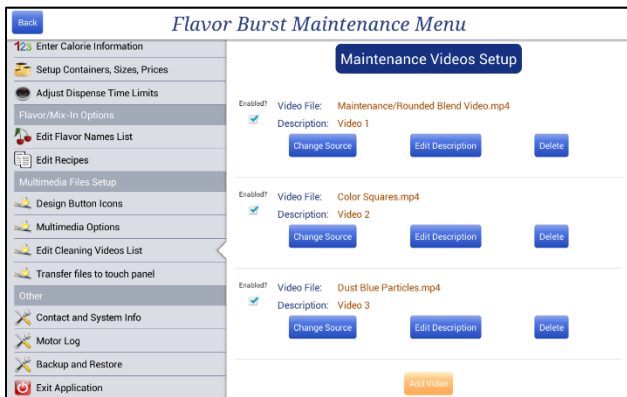 Back
Flavor Burst Maintenance Menu
123 Enter Calorie Information
Setup Containers, Sizes, Prices
Adjust Dispense Time Limits
Flavor/Mix-In Options
Edit Flavor Names List
Edit Recipes
Multimedia Files Setup
Design Button Icons
Multimedia Options
Edit Cleaning Videos List
Transfer files to touch panel
Other
Contact and System Info
Motor Log
Backup and Restore
Exit Application
Maintenance Videos Setup
Enabled? Video File: Maintenance/Rounded Blend Video.mp4
Description: Video 1
Change Source Edit Description Delete
Enabled? Video File: Color Squares.mp4
Description: Video 2
Change Source Edit Description Delete
Enabled? Video File: Dust Blue Particles.mp4
Description: Video 3
Change Source Edit Description Delete
Add Video